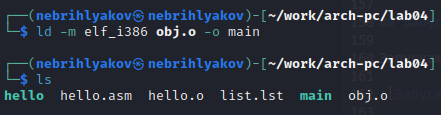 ┌──(nebrihlyakov㉿nebrihlyakov)-[~/work/arch-pc/lab04]
└─$ ld -m elf_i386 obj.o -o main
┌──(nebrihlyakov㉿nebrihlyakov)-[~/work/arch-pc/lab04]
└─$ ls
hello hello.asm hello.o list.lst main obj.o